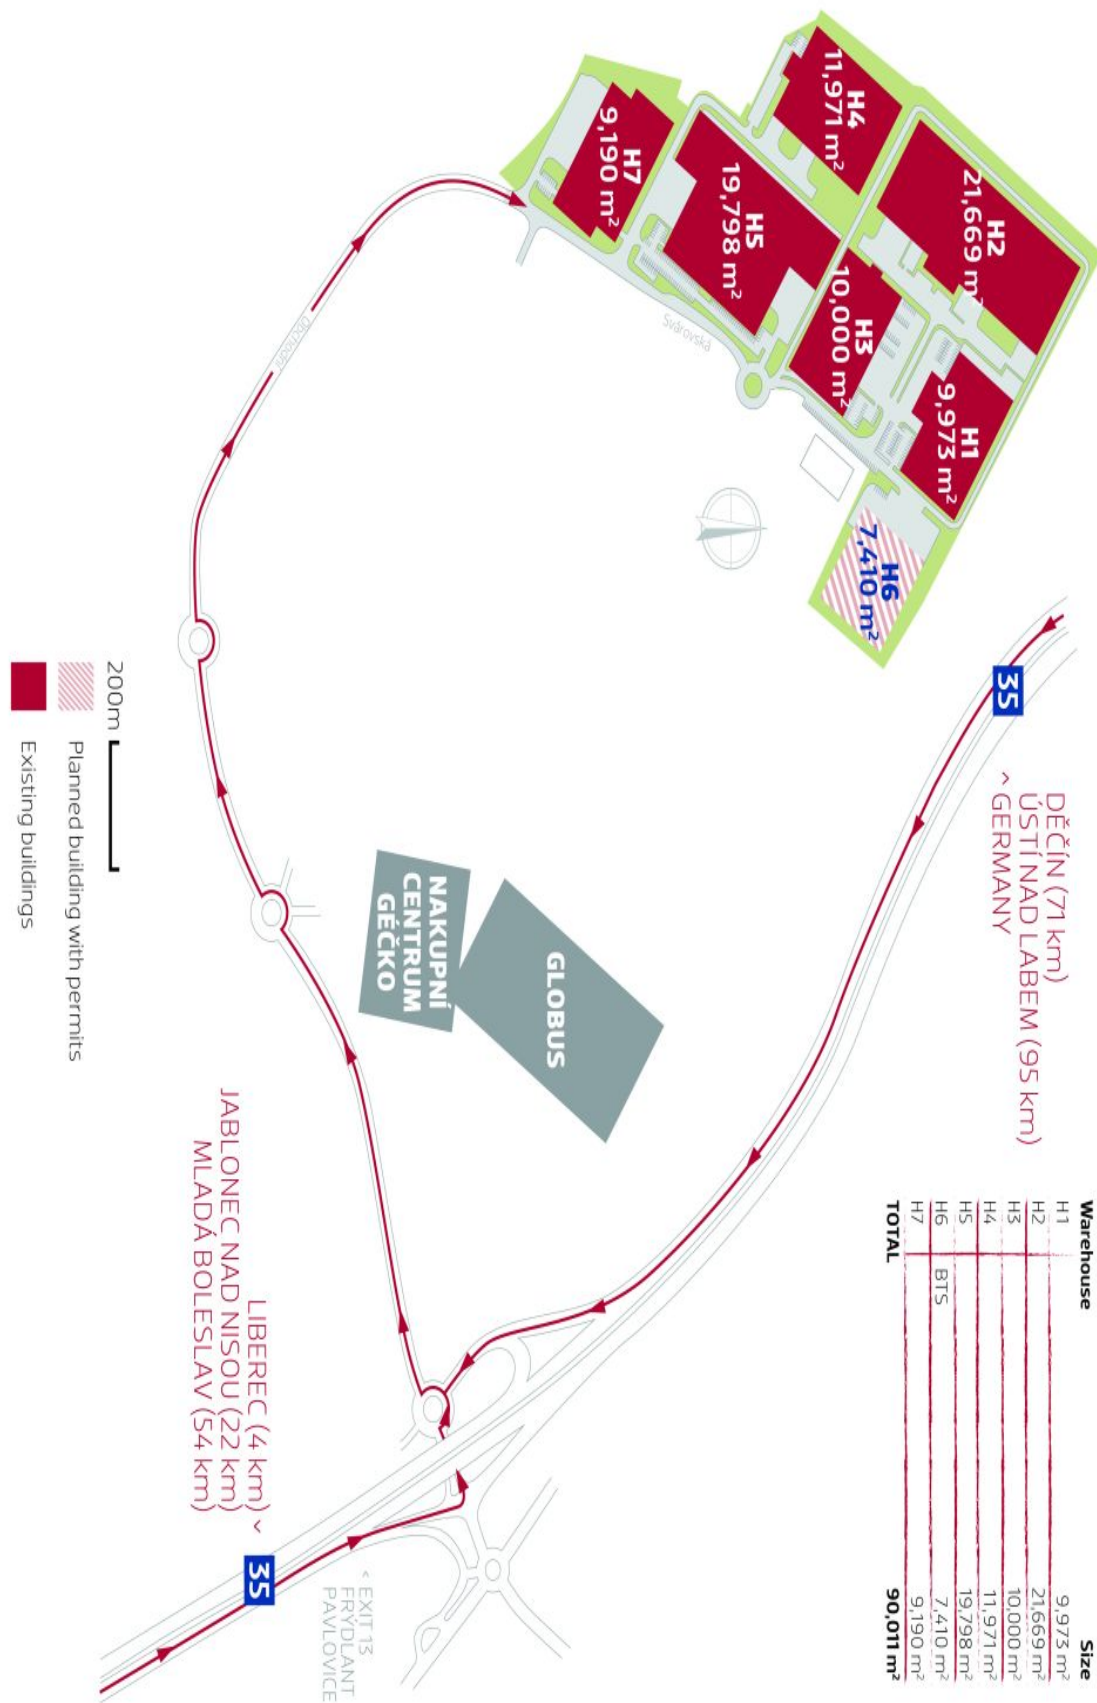 Warehouse Size
H1 9,973 m²
H2 21,669 m²
H3 10,000 m²
H4 11,971 m²
H5 19,798 m²
H6 BTS 7,410 m²
H7 9,190 m²
TOTAL 90,011 m²
H2
21,669 m²
H1
9,973 m²
H4
11,971 m²
H3
10,000 m²
H6
7,410 m²
H5
19,798 m²
H7
9,190 m²
Svárovská
Obchodní
35
DĚČÍN (71 km)
ÚSTÍ NAD LABEM (95 km)
^ GERMANY
GLOBUS
NAKUPNÍ
CENTRUM
GÉČKO
LIBEREC (4 km) ˅
JABLONEC NAD NISOU (22 km)
MLADÁ BOLESLAV (54 km)
35
< EXIT 13
FRÝDLANT
PAVLOVICE
200m
Planned building with permits
Existing buildings